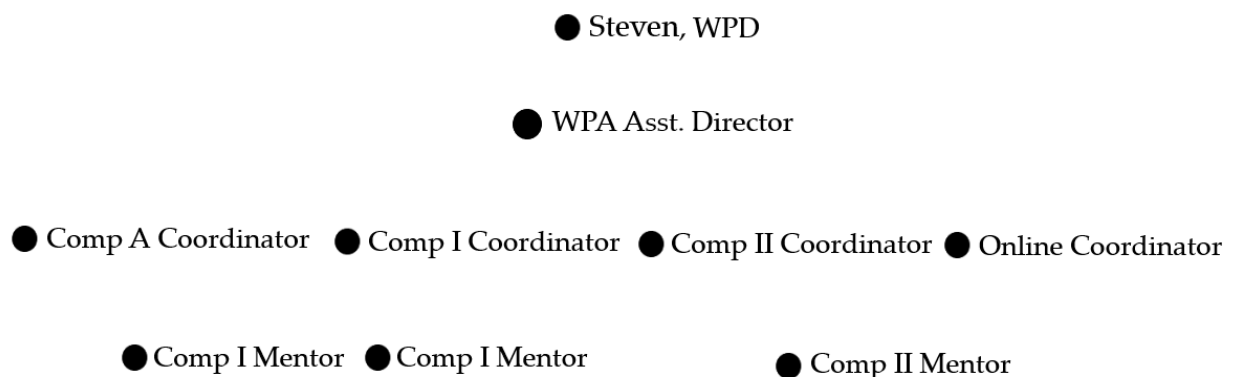 Steven, WPD
WPA Asst. Director
Comp A Coordinator Comp I Coordinator Comp II Coordinator Online Coordinator
Comp I Mentor Comp I Mentor Comp II Mentor